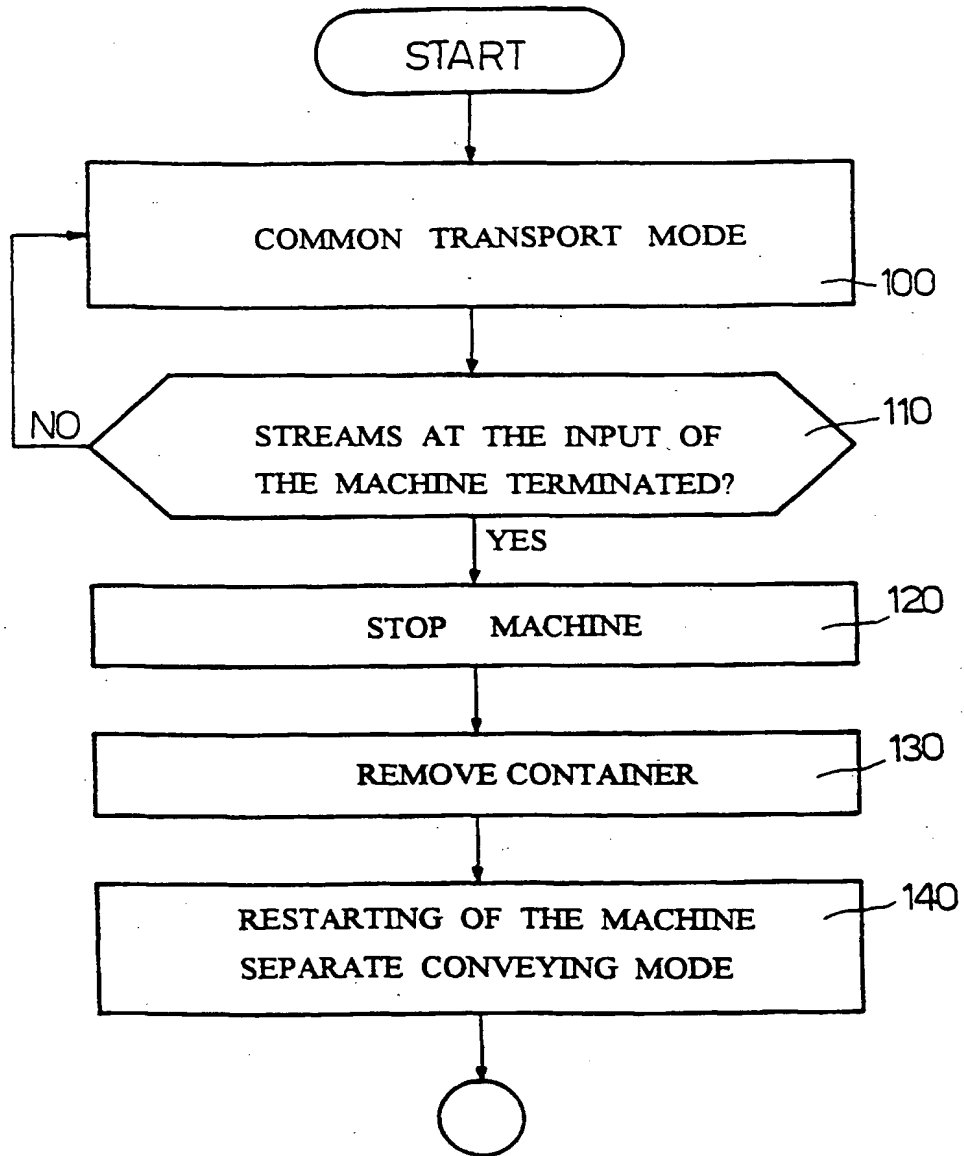 START
COMMON TRANSPORT MODE
100
110
NO
STREAMS AT THE INPUT OF
THE MACHINE TERMINATED?
YES
120
STOP MACHINE
130
REMOVE CONTAINER
140
RESTARTING OF THE MACHINE
SEPARATE CONVEYING MODE